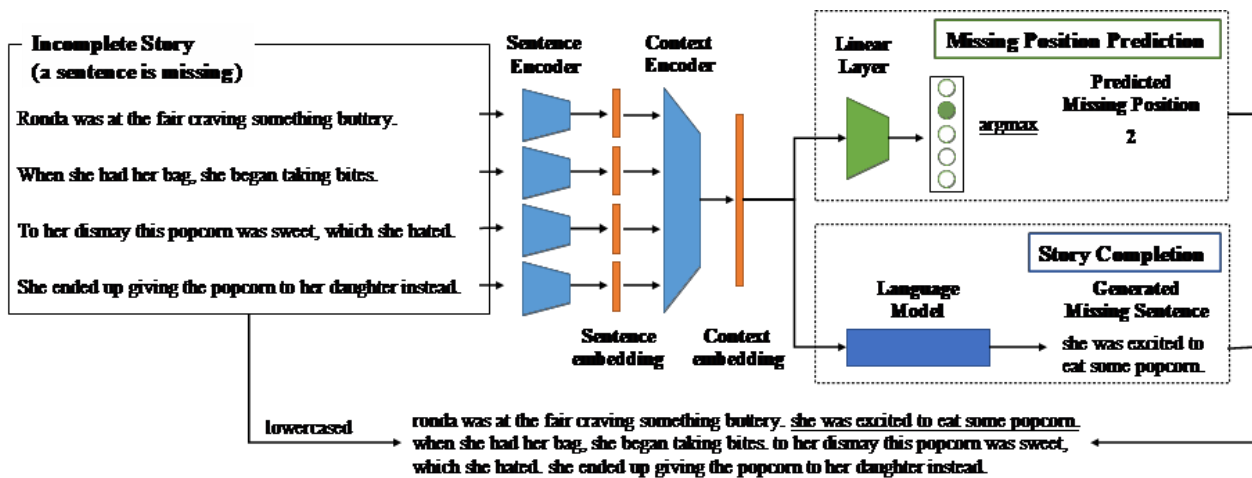 Incomplete Story
(a sentence is missing)
Ronda was at the fair craving something buttery.
When she had her bag, she began taking bites.
To her dismay this popcorn was sweet, which she hated.
She ended up giving the popcorn to her daughter instead.
Sentence
Encoder
Context
Encoder
Sentence
embedding
Context
embedding
Linear
Layer
Missing Position Prediction
argmax
Predicted
Missing Position
2
Story Completion
Language
Model
Generated
Missing Sentence
she was excited to
eat some popcorn.
lowercased
ronda was at the fair craving something buttery. she was excited to eat some popcorn.
when she had her bag, she began taking bites. to her dismay this popcorn was sweet,
which she hated. she ended up giving the popcorn to her daughter instead.